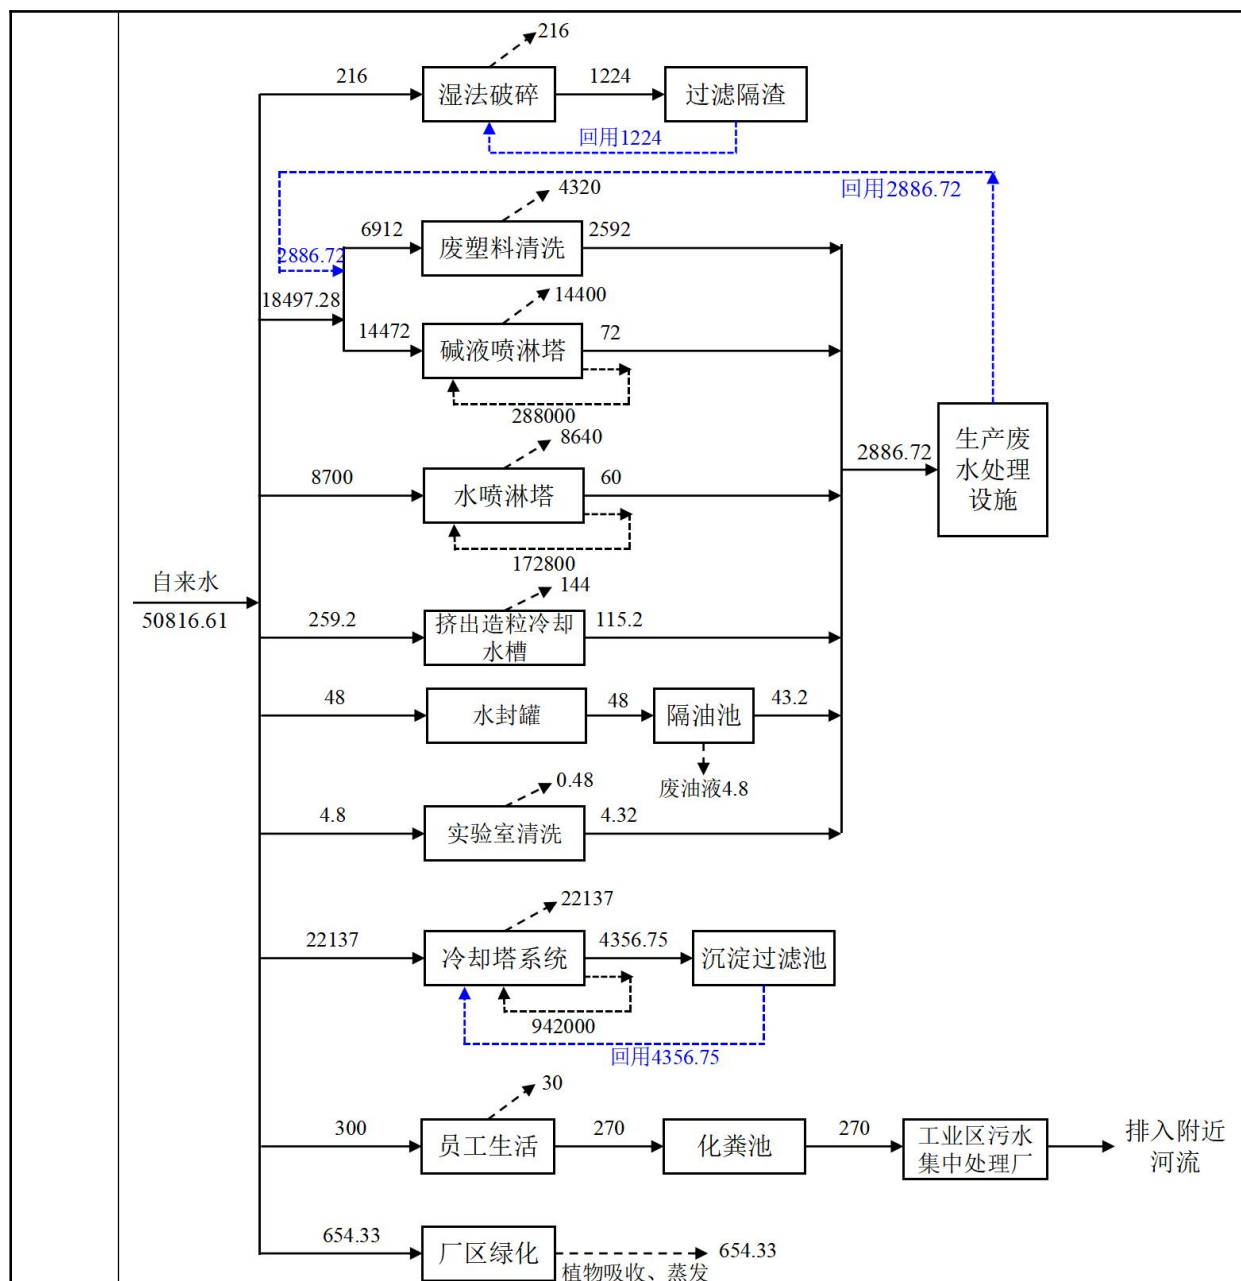 216
216
湿法破碎
1224
过滤隔渣
回用1224
回用2886.72
4320
6912
废塑料清洗
2592
2886.72
18497.28
14400
14472
碱液喷淋塔
72
288000
8640
8700
水喷淋塔
60
172800
2886.72
生产废
水处理
设施
自来水
50816.61
144
259.2
挤出造粒冷却
水槽
115.2
48
水封罐
48
隔油池
43.2
废油液4.8
0.48
4.8
实验室清洗
4.32
22137
22137
冷却塔系统
4356.75
沉淀过滤池
942000
回用4356.75
30
300
员工生活
270
化粪池
270
工业区污水
集中处理厂
排入附近
河流
654.33
厂区绿化
654.33
植物吸收、蒸发